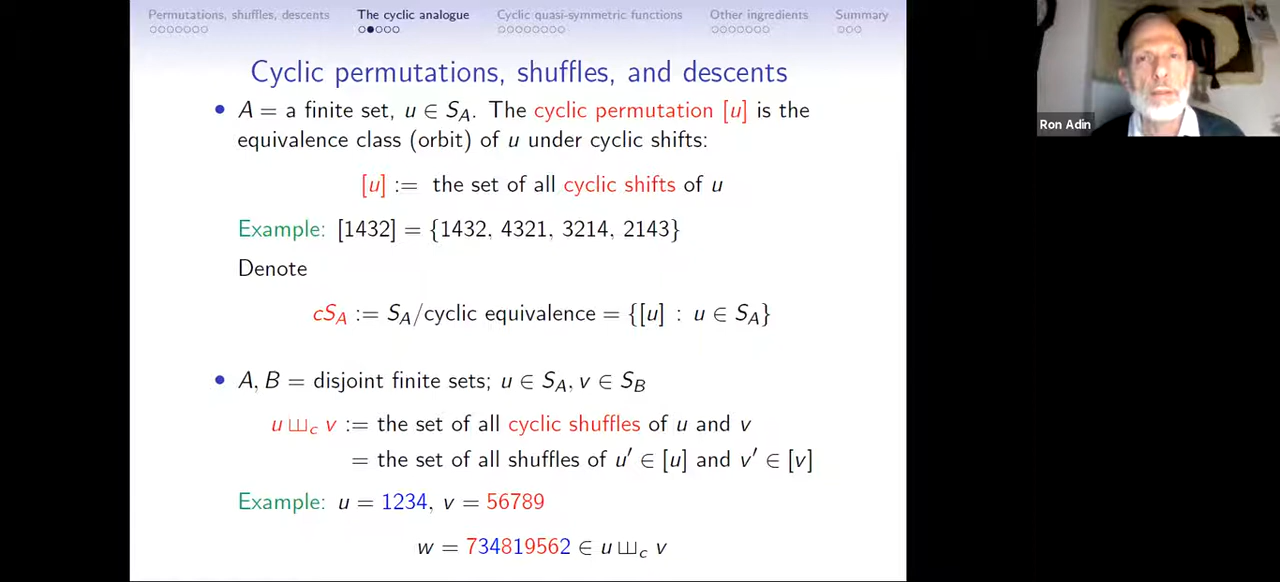 Permutations, shuffles, descents The cyclic analogue Cyclic quasi-symmetric functions Other ingredients Summary
Cyclic permutations, shuffles, and descents
• A = a finite set, u ∈ S_A. The cyclic permutation [u] is the
equivalence class (orbit) of u under cyclic shifts:
[u] := the set of all cyclic shifts of u
Example: [1432] = {1432, 4321, 3214, 2143}
Denote
cS_A := S_A/cyclic equivalence = {[u] : u ∈ S_A}
• A, B = disjoint finite sets; u ∈ S_A, v ∈ S_B
u ⧢_c v := the set of all cyclic shuffles of u and v
= the set of all shuffles of u′ ∈ [u] and v′ ∈ [v]
Example: u = 1234, v = 56789
w = 734819562 ∈ u ⧢_c v
Ron Adin